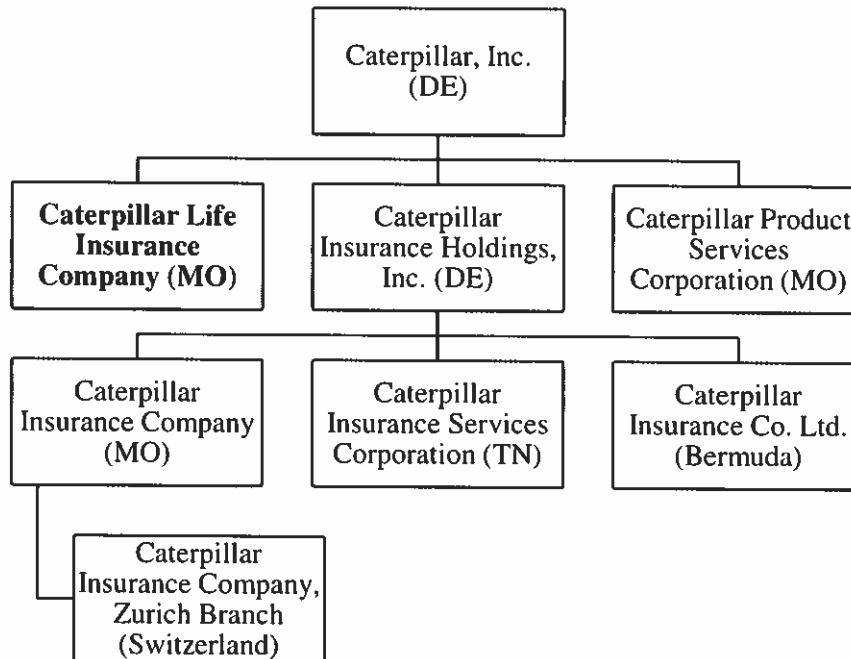 Caterpillar, Inc.
(DE)
Caterpillar Life
Insurance
Company (MO)
Caterpillar
Insurance Holdings,
Inc. (DE)
Caterpillar Product
Services
Corporation (MO)
Caterpillar
Insurance Company
(MO)
Caterpillar
Insurance Services
Corporation (TN)
Caterpillar
Insurance Co. Ltd.
(Bermuda)
Caterpillar
Insurance Company,
Zurich Branch
(Switzerland)